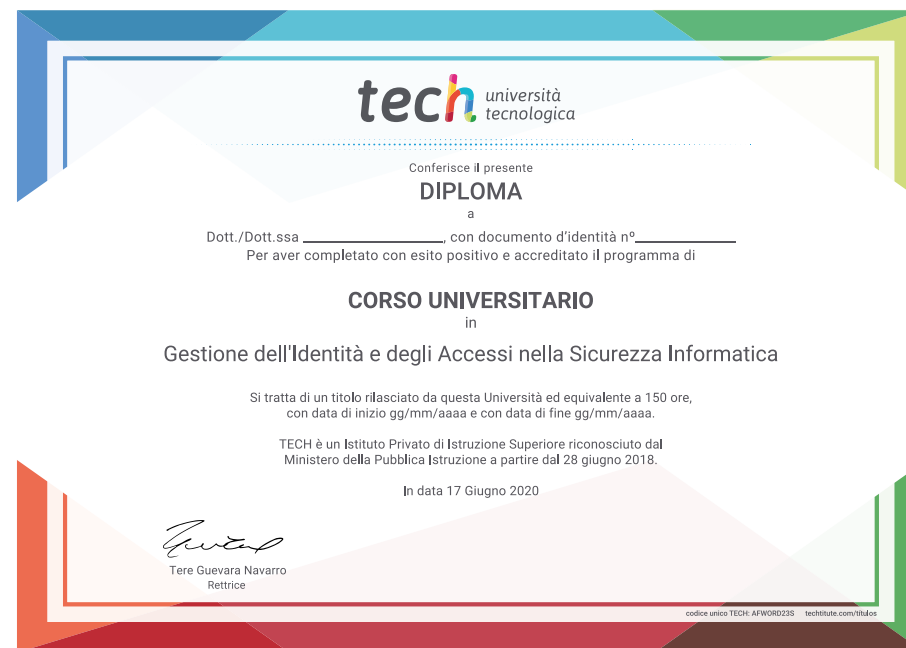 tech università
tecnologica
Conferisce il presente
DIPLOMA
a
Dott./Dott.ssa ____________________, con documento d'identità nº______________
Per aver completato con esito positivo e accreditato il programma di
CORSO UNIVERSITARIO
in
Gestione dell'Identità e degli Accessi nella Sicurezza Informatica
Si tratta di un titolo rilasciato da questa Università ed equivalente a 150 ore,
con data di inizio gg/mm/aaaa e con data di fine gg/mm/aaaa.
TECH è un Istituto Privato di Istruzione Superiore riconosciuto dal
Ministero della Pubblica Istruzione a partire dal 28 giugno 2018.
In data 17 Giugno 2020
Tere Guevara Navarro
Rettrice
codice unico TECH: AFWORD23S techtitute.com/titulos